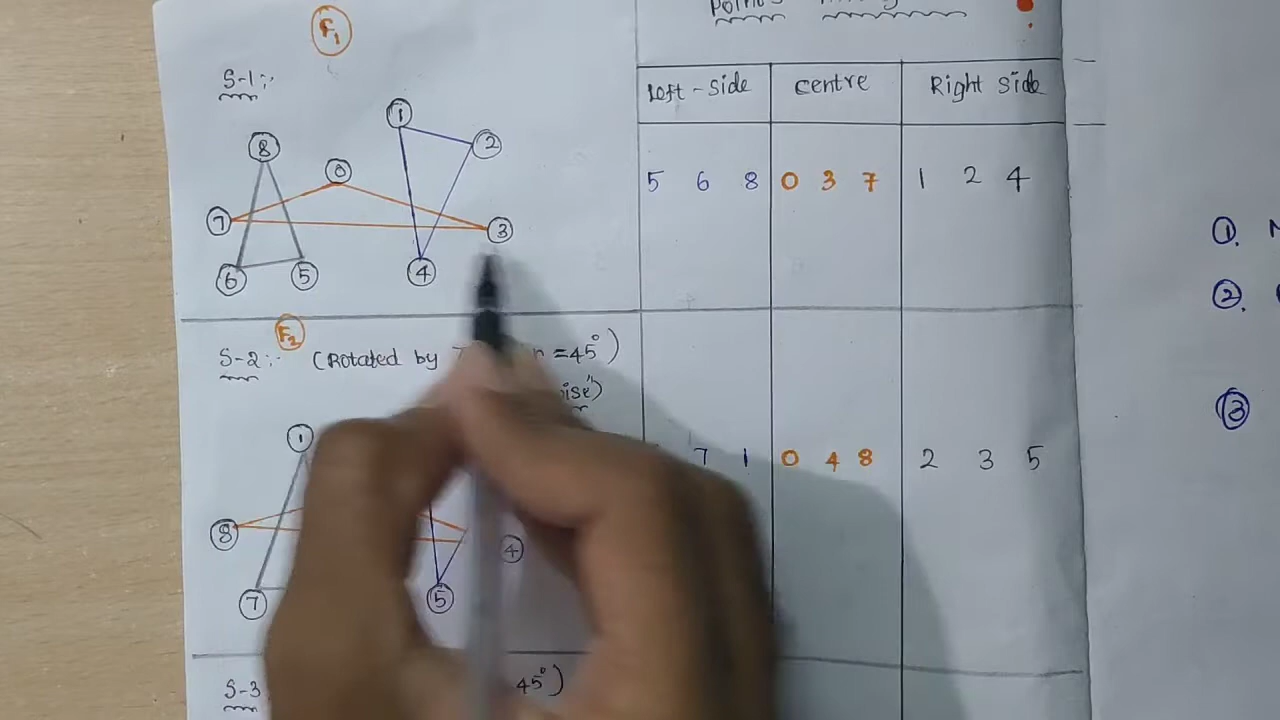 F1
S-1:-
1
8
2
0
7
3
6
5
4
Left-side Centre Right side
5 6 8 0 3 7 1 2 4
F2
S-2:- (Rotated by =45°)
1
8
4
7
5
7 1 0 4 8 2 3 5
S-3 45°)
①.
②.
③